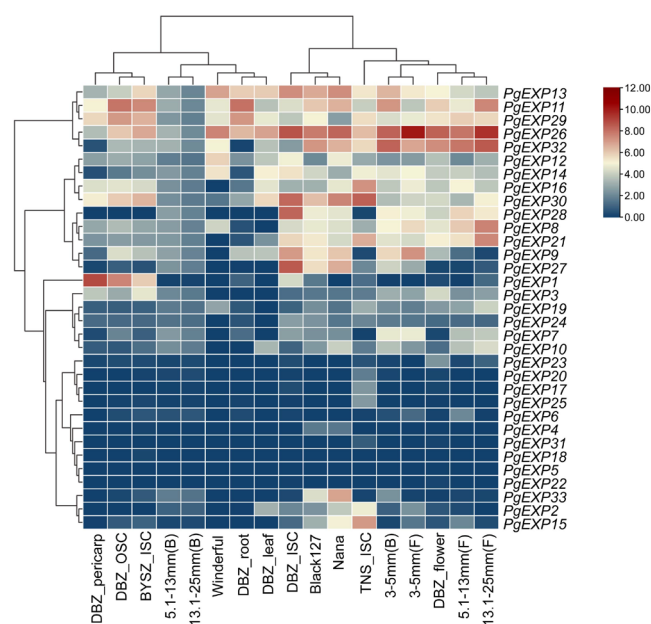 PgEXP13
PgEXP11
PgEXP29
PgEXP26
PgEXP32
PgEXP12
PgEXP14
PgEXP16
PgEXP30
PgEXP28
PgEXP8
PgEXP21
PgEXP9
PgEXP27
PgEXP1
PgEXP3
PgEXP19
PgEXP24
PgEXP7
PgEXP10
PgEXP23
PgEXP20
PgEXP17
PgEXP25
PgEXP6
PgEXP4
PgEXP31
PgEXP18
PgEXP5
PgEXP22
PgEXP33
PgEXP2
PgEXP15
12.00
10.00
8.00
6.00
4.00
2.00
0.00
DBZ_pericarp
DBZ_OSC
BYSZ_ISC
5.1-13mm(B)
13.1-25mm(B)
Winderful
DBZ_root
DBZ_leaf
DBZ_ISC
Black127
Nana
TNS_ISC
3-5mm(B)
3-5mm(F)
DBZ_flower
5.1-13mm(F)
13.1-25mm(F)